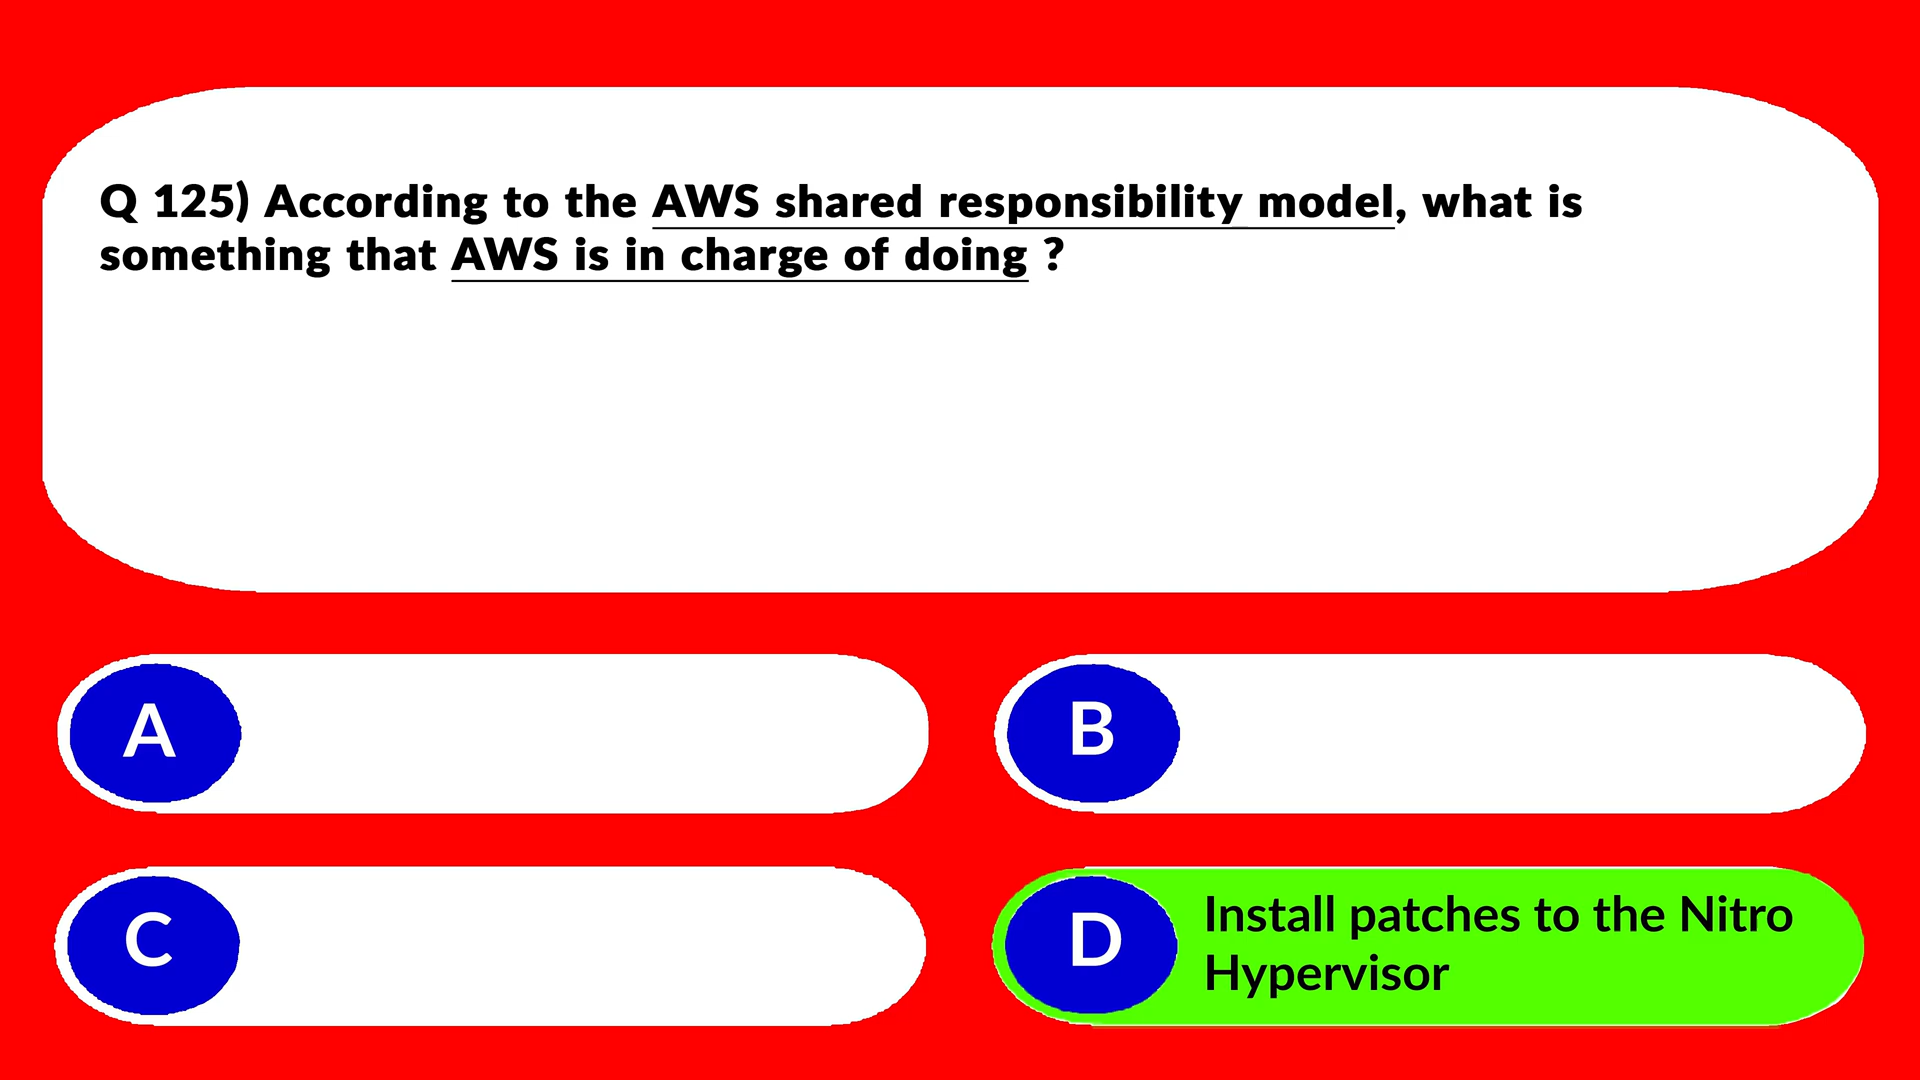 Q 125) According to the AWS shared responsibility model, what is
something that AWS is in charge of doing ?
A
B
C
D
Install patches to the Nitro
Hypervisor